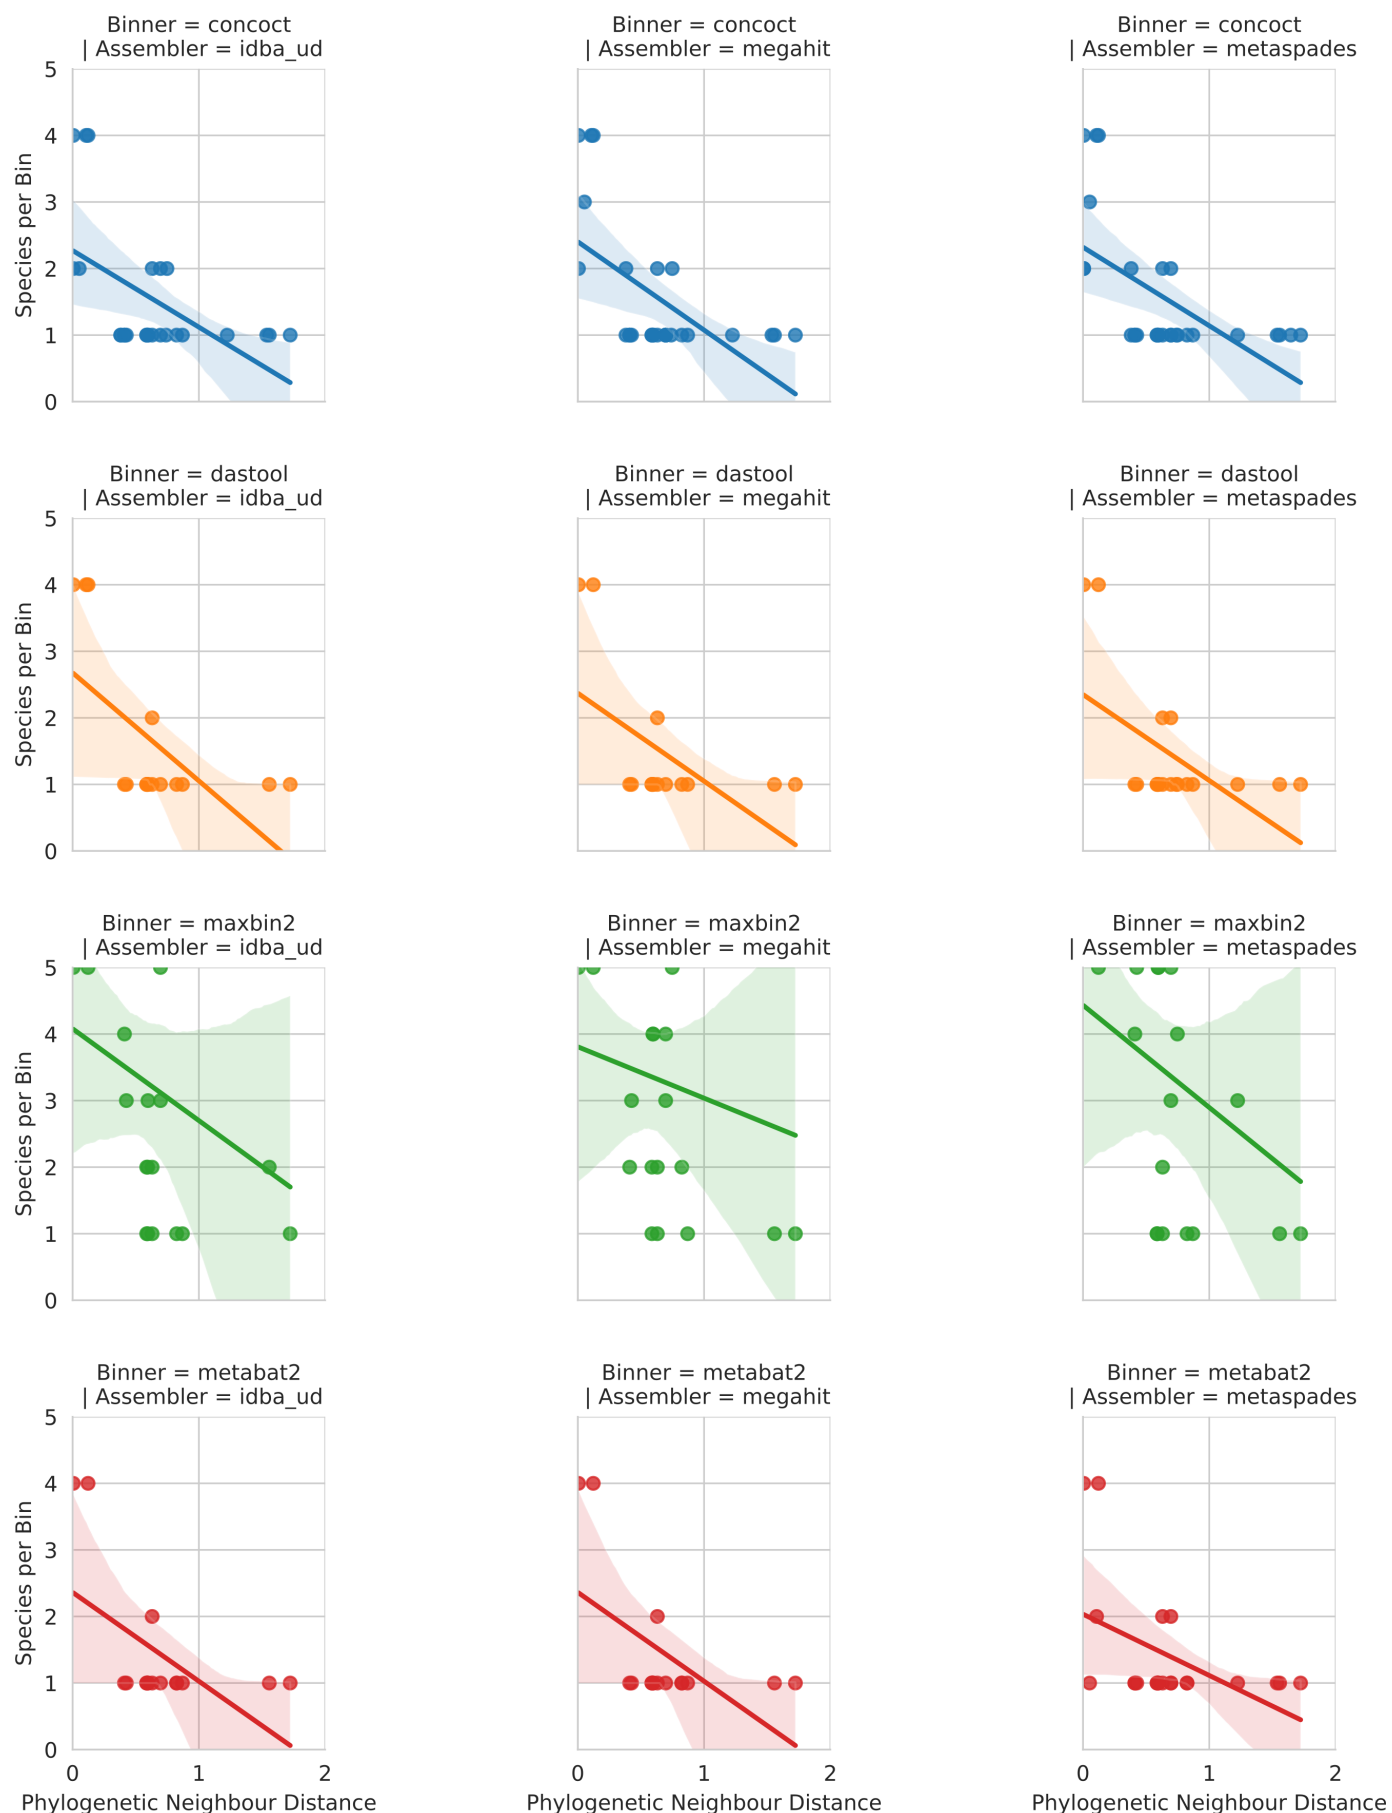 Binner = concoct
| Assembler = idba_ud
Binner = concoct
| Assembler = megahit
Binner = concoct
| Assembler = metaspades
5
4
3
2
1
0
Species per Bin
Binner = dastool
| Assembler = idba_ud
Binner = dastool
| Assembler = megahit
Binner = dastool
| Assembler = metaspades
5
4
3
2
1
0
Species per Bin
Binner = maxbin2
| Assembler = idba_ud
Binner = maxbin2
| Assembler = megahit
Binner = maxbin2
| Assembler = metaspades
5
4
3
2
1
0
Species per Bin
Binner = metabat2
| Assembler = idba_ud
Binner = metabat2
| Assembler = megahit
Binner = metabat2
| Assembler = metaspades
5
4
3
2
1
0
Species per Bin
0 1 2
Phylogenetic Neighbour Distance
0 1 2
Phylogenetic Neighbour Distance
0 1 2
Phylogenetic Neighbour Distance